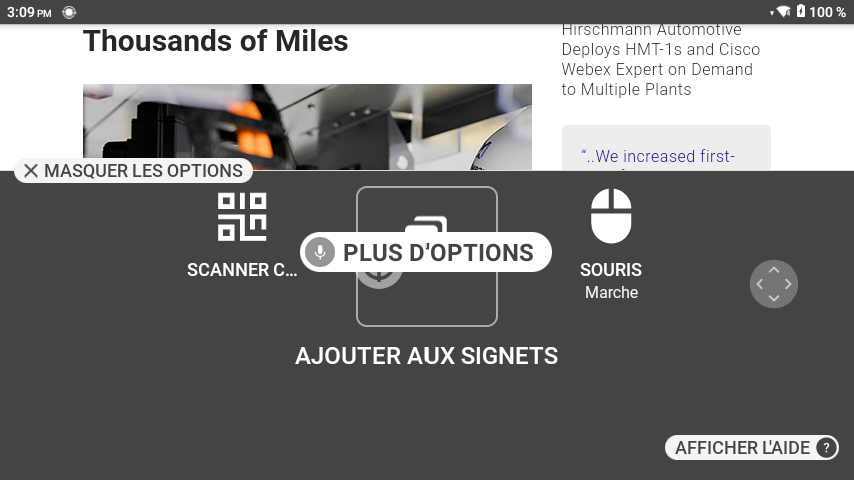 3:09 PM
100 %
Thousands of Miles
Hirschmann Automotive
Deploys HMT-1s and Cisco
Webex Expert on Demand
to Multiple Plants
“..We increased first-
MASQUER LES OPTIONS
PLUS D'OPTIONS
SCANNER C...
SOURIS
Marche
AJOUTER AUX SIGNETS
AFFICHER L'AIDE ?